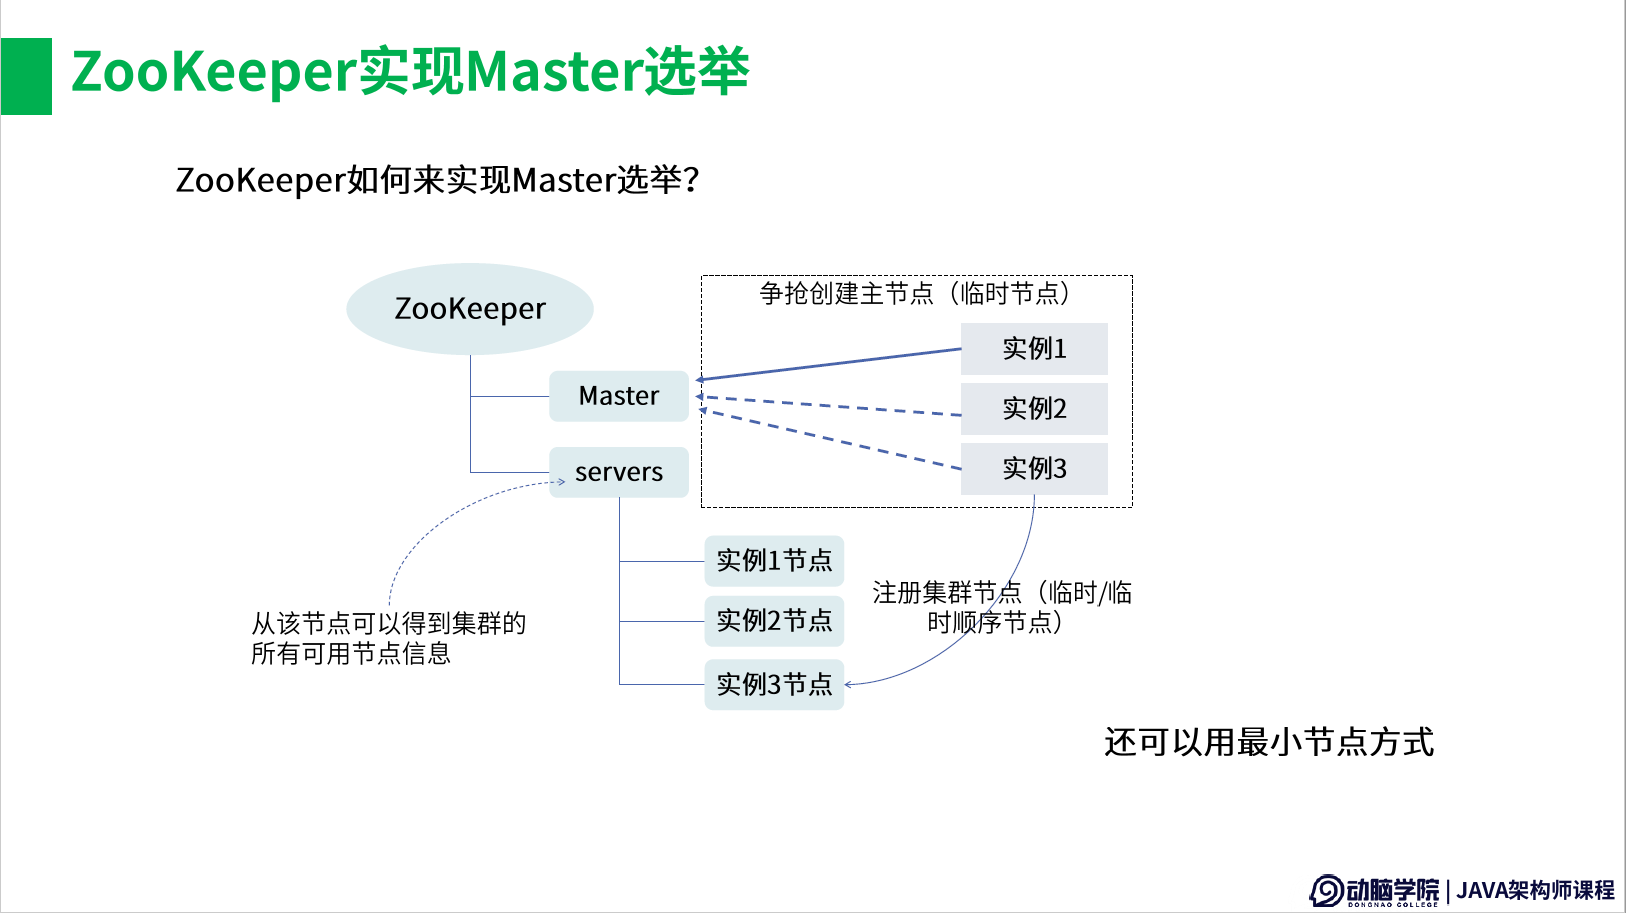 ZooKeeper实现Master选举
ZooKeeper如何来实现Master选举？
ZooKeeper
争抢创建主节点（临时节点）
实例1
Master
实例2
实例3
servers
实例1节点
注册集群节点（临时/临
时顺序节点）
实例2节点
从该节点可以得到集群的
所有可用节点信息
实例3节点
还可以用最小节点方式
动脑学院
DONGNAO COLLEGE
JAVA架构师课程